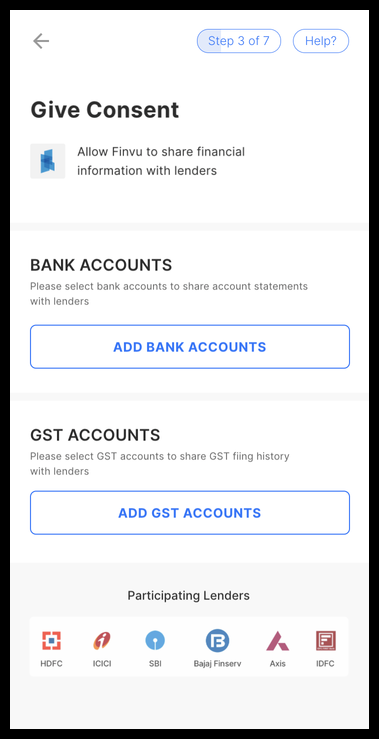 Step 3 of 7
Help?
Give Consent
Allow Finvu to share financial
information with lenders
BANK ACCOUNTS
Please select bank accounts to share account statements
with lenders
ADD BANK ACCOUNTS
GST ACCOUNTS
Please select GST accounts to share GST fiing history
with lenders
ADD GST ACCOUNTS
Participating Lenders
HDFC
ICICI
SBI
Bajaj Finserv
Axis
IDFC